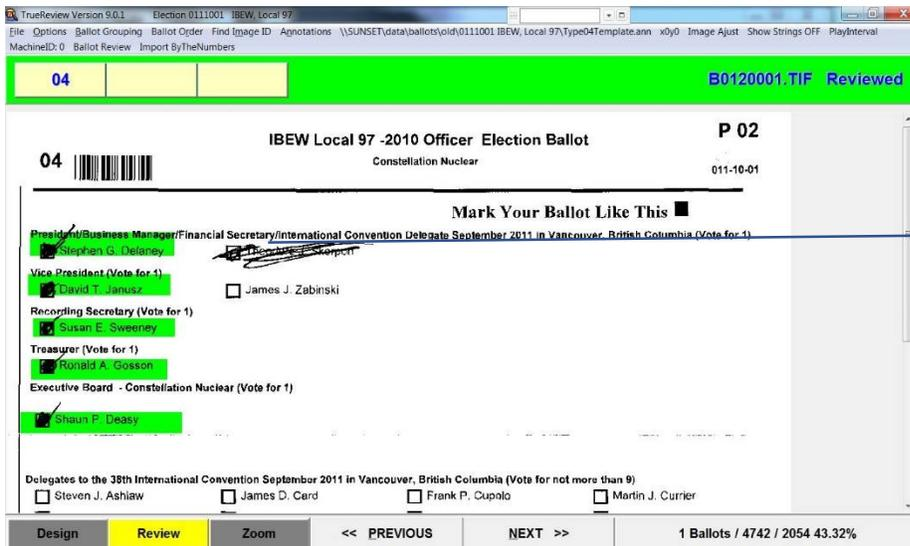 TrueReview Version 9.0.1 Election 0111001 IBEW, Local 97
File Options Ballot Grouping Ballot Order Find Image ID Annotations \\SUNSET\data\ballots\old\0111001 IBEW, Local 97\Type04Template.ann x0y0 Image Ajust Show Strings OFF PlayInterval
MachineID: 0 Ballot Review Import ByTheNumbers
04 B0120001.TIF Reviewed
IBEW Local 97 -2010 Officer Election Ballot P 02
04 Constellation Nuclear 011-10-01
Mark Your Ballot Like This
President/Business Manager/Financial Secretary/International Convention Delegate September 2011 in Vancouver, British Columbia (Vote for 1)
Stephen G. Delaney Skerpon
Vice President (Vote for 1)
David T. Janusz James J. Zabinski
Recording Secretary (Vote for 1)
Susan E. Sweeney
Treasurer (Vote for 1)
Ronald A. Gosson
Executive Board - Constellation Nuclear (Vote for 1)
Shaun P. Deasy
Delegates to the 38th International Convention September 2011 in Vancouver, British Columbia (Vote for not more than 9)
Steven J. Ashlaw James D. Card Frank P. Cupolo Martin J. Currier
Design Review Zoom << PREVIOUS NEXT >> 1 Ballots / 4742 / 2054 43.32%